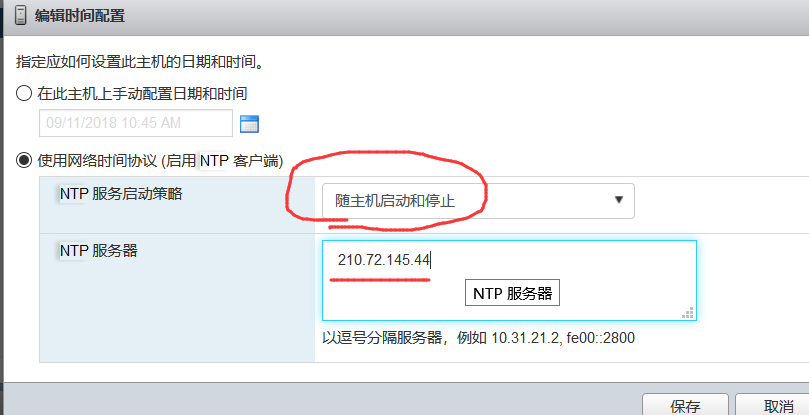 编辑时间配置
指定应如何设置此主机的日期和时间。
在此主机上手动配置日期和时间
09/11/2018 10:45 AM
使用网络时间协议 (启用 NTP 客户端)
NTP 服务启动策略
随主机启动和停止
NTP 服务器
210.72.145.44
NTP 服务器
以逗号分隔服务器，例如 10.31.21.2, fe00::2800
保存
取消